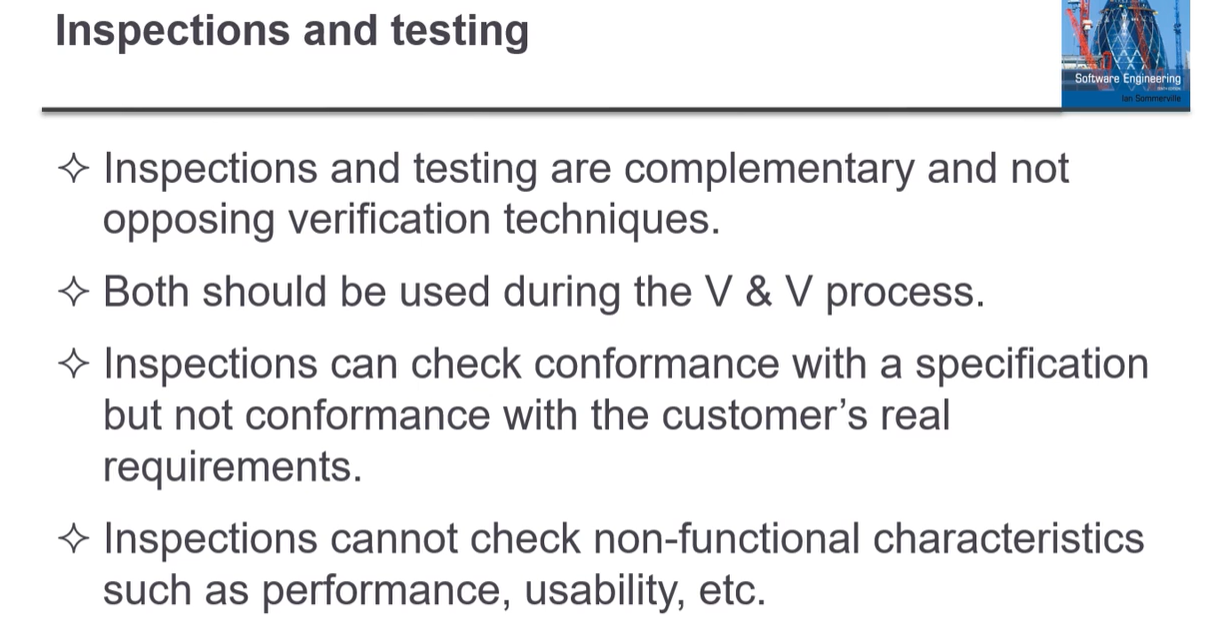 Inspections and testing
Software Engineering
Ian Sommerville
✧ Inspections and testing are complementary and not
opposing verification techniques.
✧ Both should be used during the V & V process.
✧ Inspections can check conformance with a specification
but not conformance with the customer’s real
requirements.
✧ Inspections cannot check non-functional characteristics
such as performance, usability, etc.